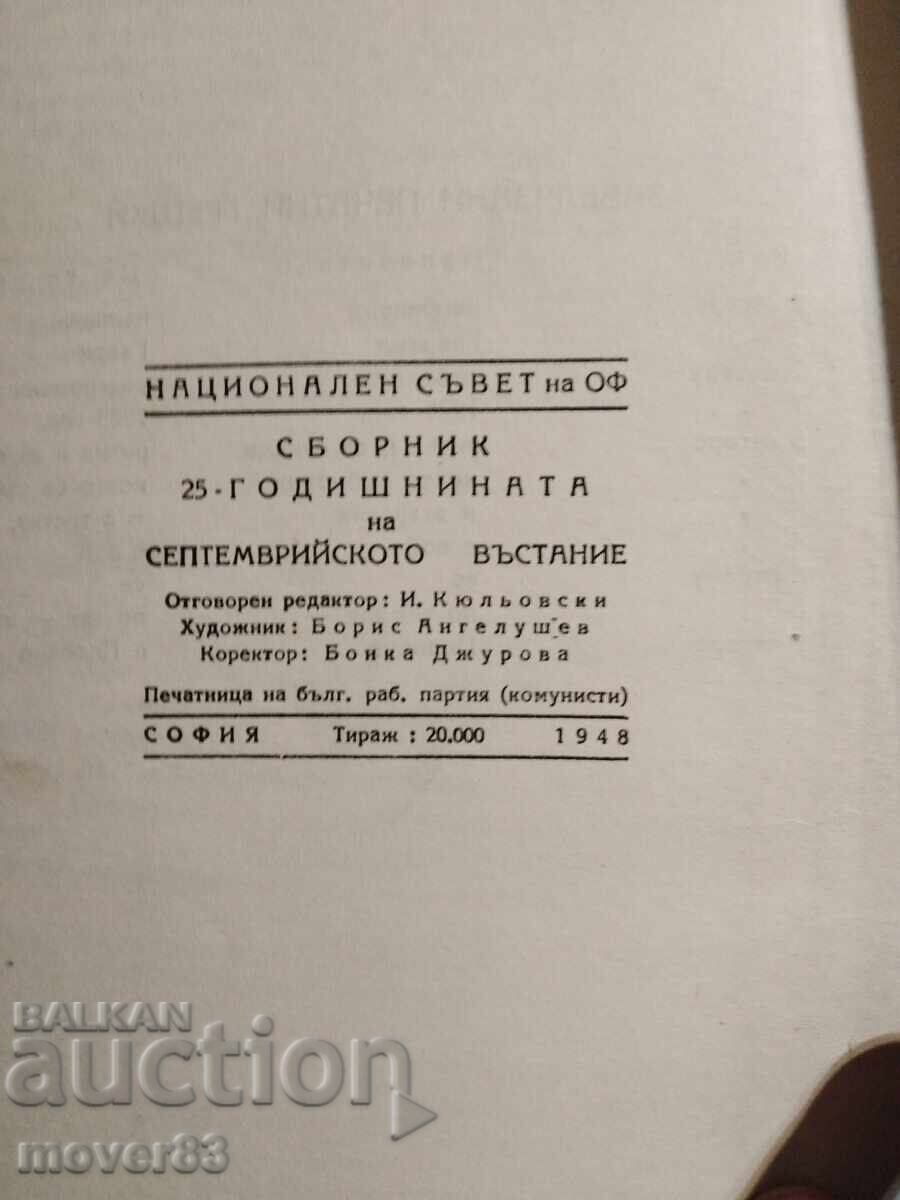 НАЦИОНАЛЕН СЪВЕТ на ОФ
СБОРНИК
25-ГОДИШНИНАТА
на
СЕПТЕМВРИЙСКОТО ВЪСТАНИЕ
Отговорен редактор: И. Кюльовски
Художник: Борис Ангелушев
Коректор: Бонка Джурова
Печатница на бълг. раб. партия (комунисти)
СОФИЯ Тираж: 20.000 1948
BALKAN
auction
mover83